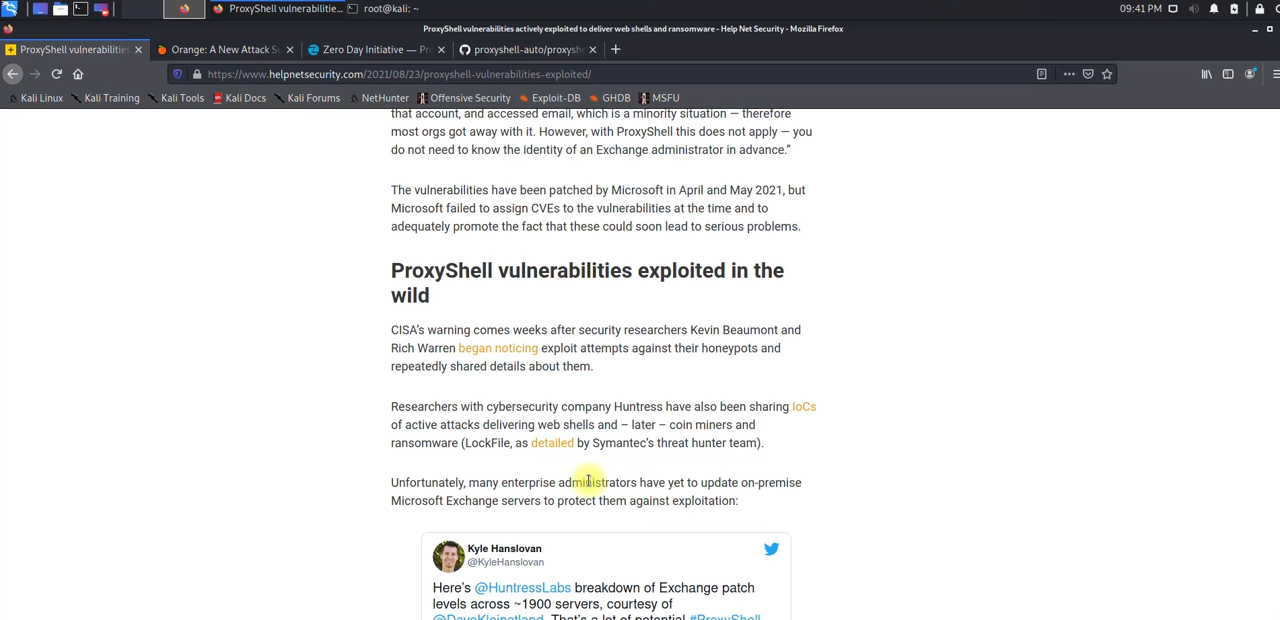 ProxyShell vulnerabilitie...
root@kali: ~
09:41 PM
ProxyShell vulnerabilities actively exploited to deliver web shells and ransomware - Help Net Security - Mozilla Firefox
ProxyShell vulnerabilities
Orange: A New Attack Su
Zero Day Initiative — Pro
proxyshell-auto/proxysh
https://www.helpnetsecurity.com/2021/08/23/proxyshell-vulnerabilities-exploited/
Kali Linux
Kali Training
Kali Tools
Kali Docs
Kali Forums
NetHunter
Offensive Security
Exploit-DB
GHDB
MSFU
that account, and accessed email, which is a minority situation — therefore
most orgs got away with it. However, with ProxyShell this does not apply — you
do not need to know the identity of an Exchange administrator in advance.”
The vulnerabilities have been patched by Microsoft in April and May 2021, but
Microsoft failed to assign CVEs to the vulnerabilities at the time and to
adequately promote the fact that these could soon lead to serious problems.
ProxyShell vulnerabilities exploited in the
wild
CISA’s warning comes weeks after security researchers Kevin Beaumont and
Rich Warren began noticing exploit attempts against their honeypots and
repeatedly shared details about them.
Researchers with cybersecurity company Huntress have also been sharing IoCs
of active attacks delivering web shells and – later – coin miners and
ransomware (LockFile, as detailed by Symantec’s threat hunter team).
Unfortunately, many enterprise administrators have yet to update on-premise
Microsoft Exchange servers to protect them against exploitation:
Kyle Hanslovan
@KyleHanslovan
Here’s @HuntressLabs breakdown of Exchange patch
levels across ~1900 servers, courtesy of
@DaveKleinatland. That’s a lot of potential #ProxyShell